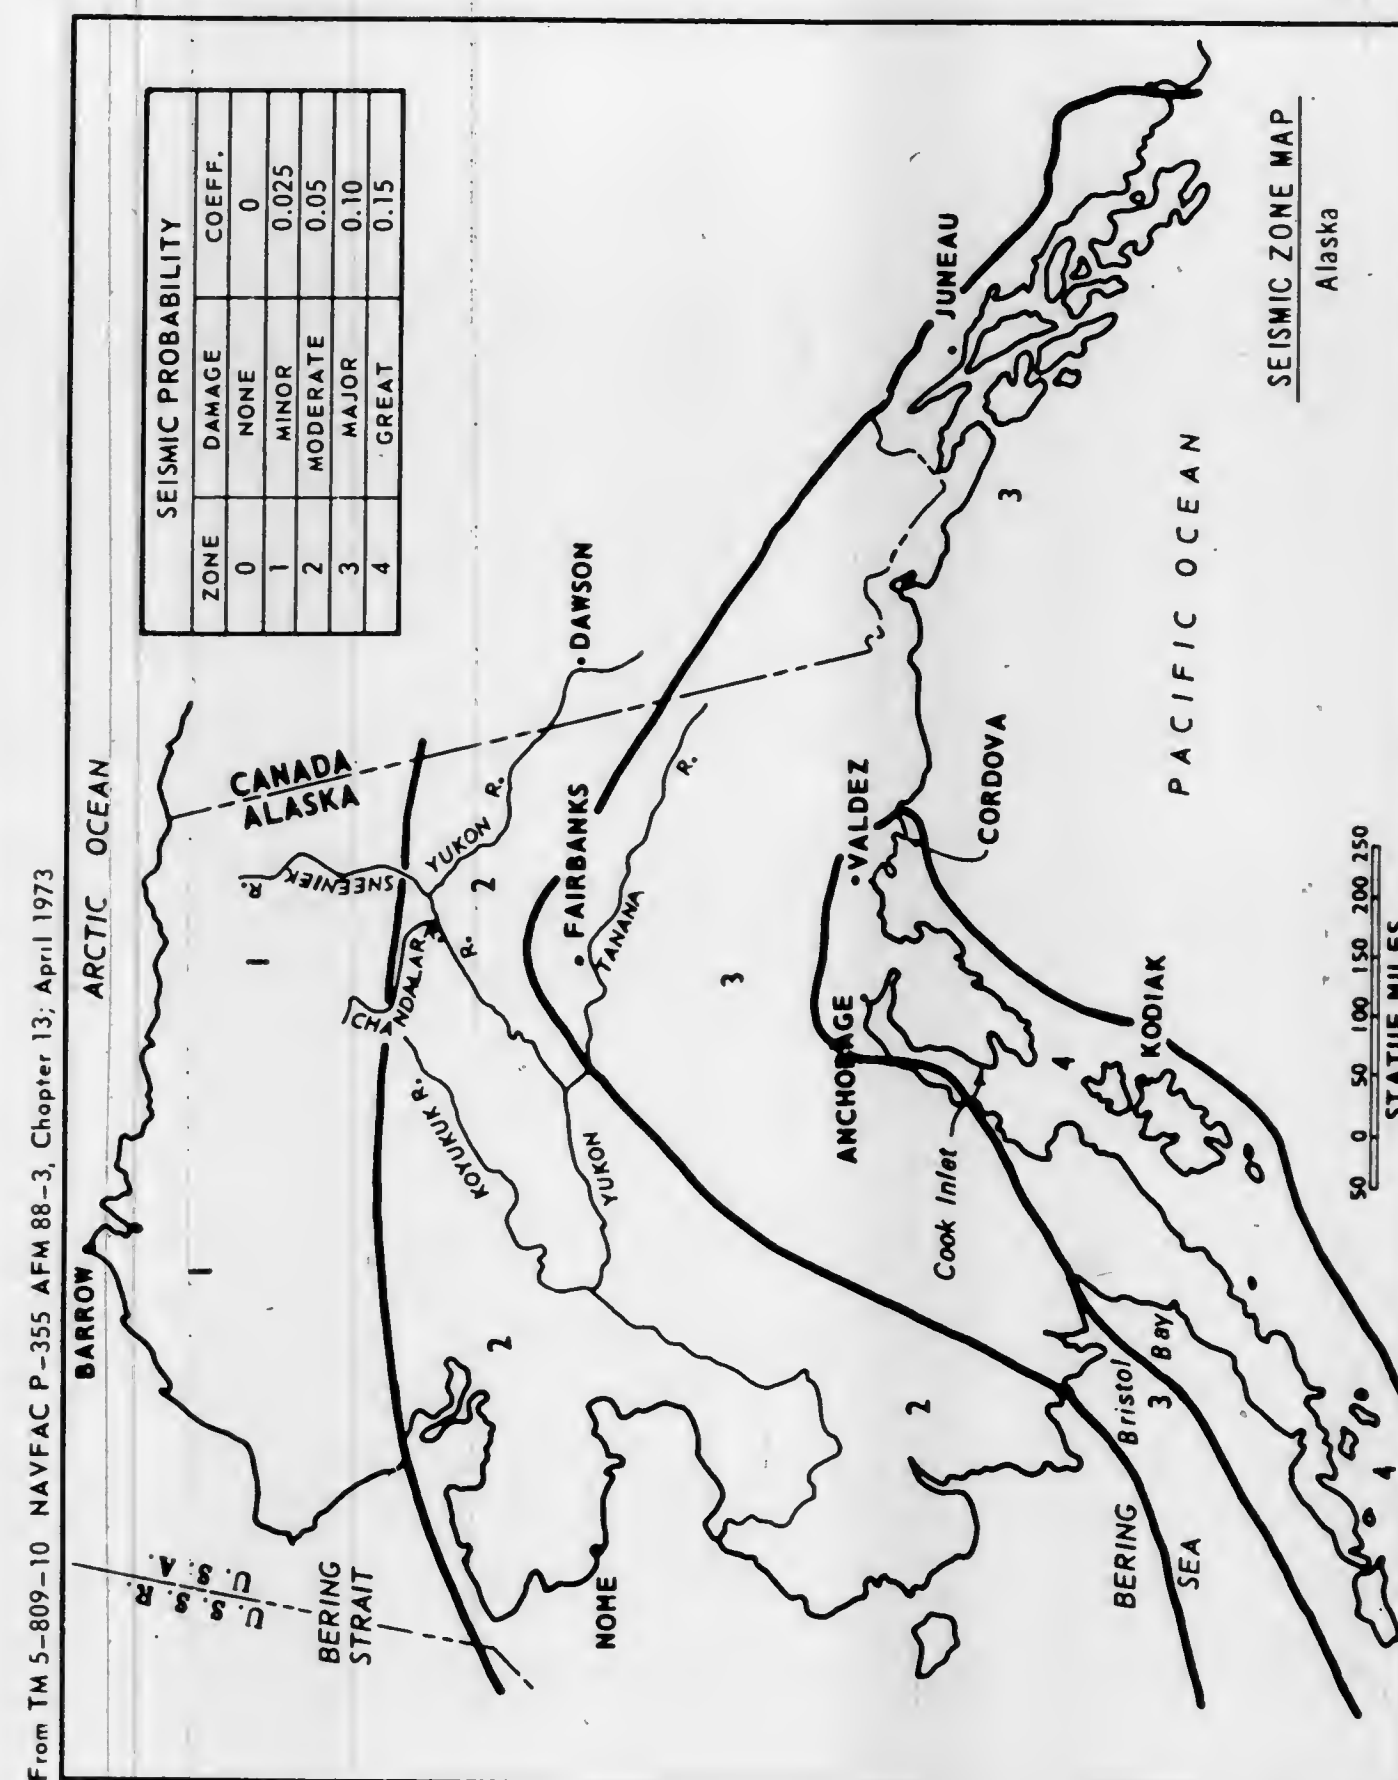 From TM 5-809-10 NAVFAC P-355 AFM 88-3, Chapter 13; April 1973
SEISMIC PROBABILITY
ZONE DAMAGE COEFF.
0 NONE 0
1 MINOR 0.025
2 MODERATE 0.05
3 MAJOR 0.10
4 GREAT 0.15
ARCTIC OCEAN
BARROW
CANADA
ALASKA
U. S. A.
U. S. S. R.
BERING
STRAIT
1
1
SNEENIEK
R.
CHANDALAR
R.
KOYUKUK R.
YUKON R.
YUKON
2
2
2
DAWSON
FAIRBANKS
TANANA
R.
NOME
3
VALDEZ
ANCHORAGE
CORDOVA
JUNEAU
3
Cook Inlet
4
KODIAK
Bristol
Bay
3
BERING
SEA
4
PACIFIC OCEAN
SEISMIC ZONE MAP
Alaska
50 0 50 100 150 200 250
STATUE MILES